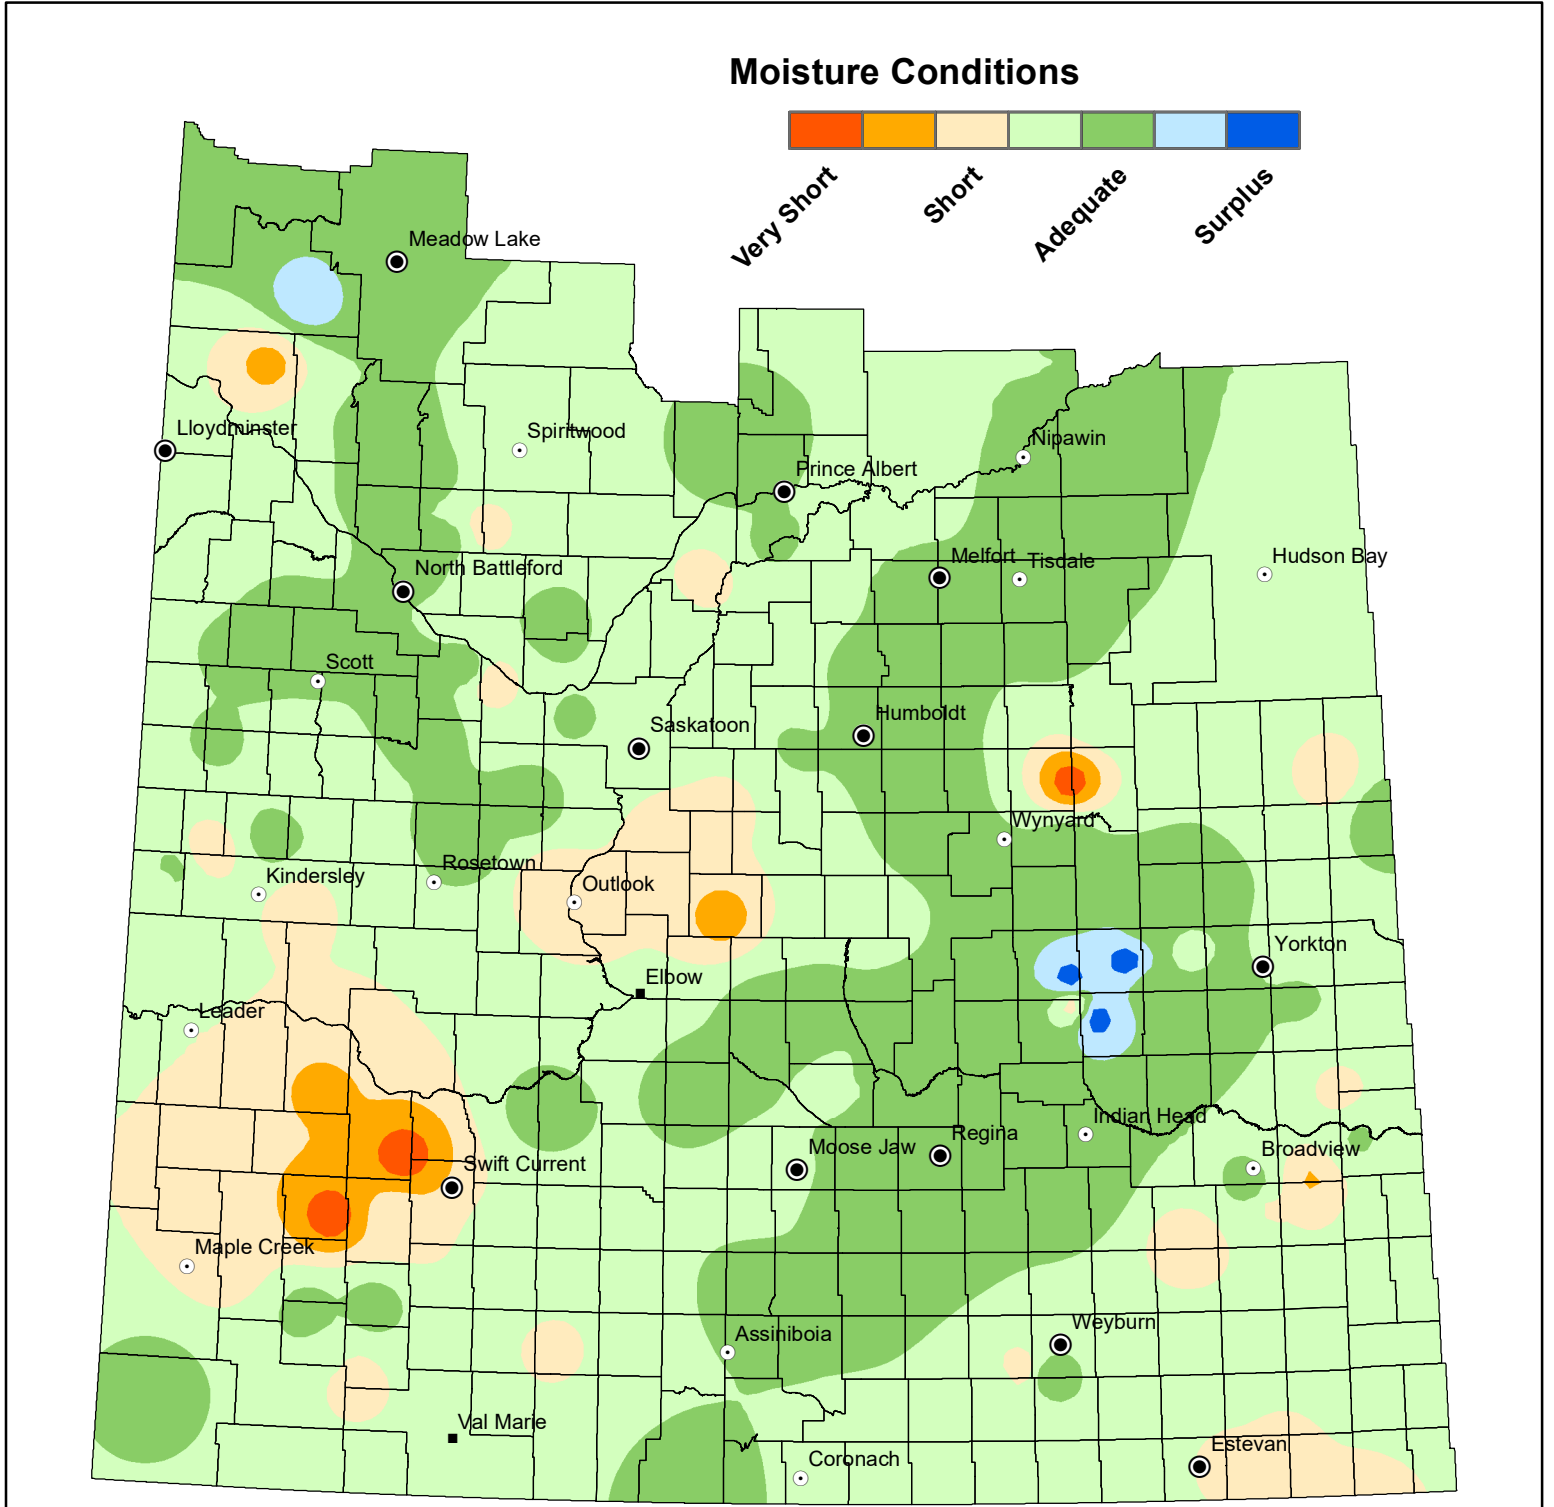 Moisture Conditions
Very Short
Short
Adequate
Surplus
Meadow Lake
Lloydminster
Spiritwood
Nipawin
Prince Albert
Melfort
Tisdale
Hudson Bay
North Battleford
Scott
Humboldt
Saskatoon
Wynyard
Rosetown
Kindersley
Outlook
Yorkton
Elbow
Leader
Indian Head
Regina
Moose Jaw
Broadview
Swift Current
Maple Creek
Weyburn
Assiniboia
Val Marie
Estevan
Coronach